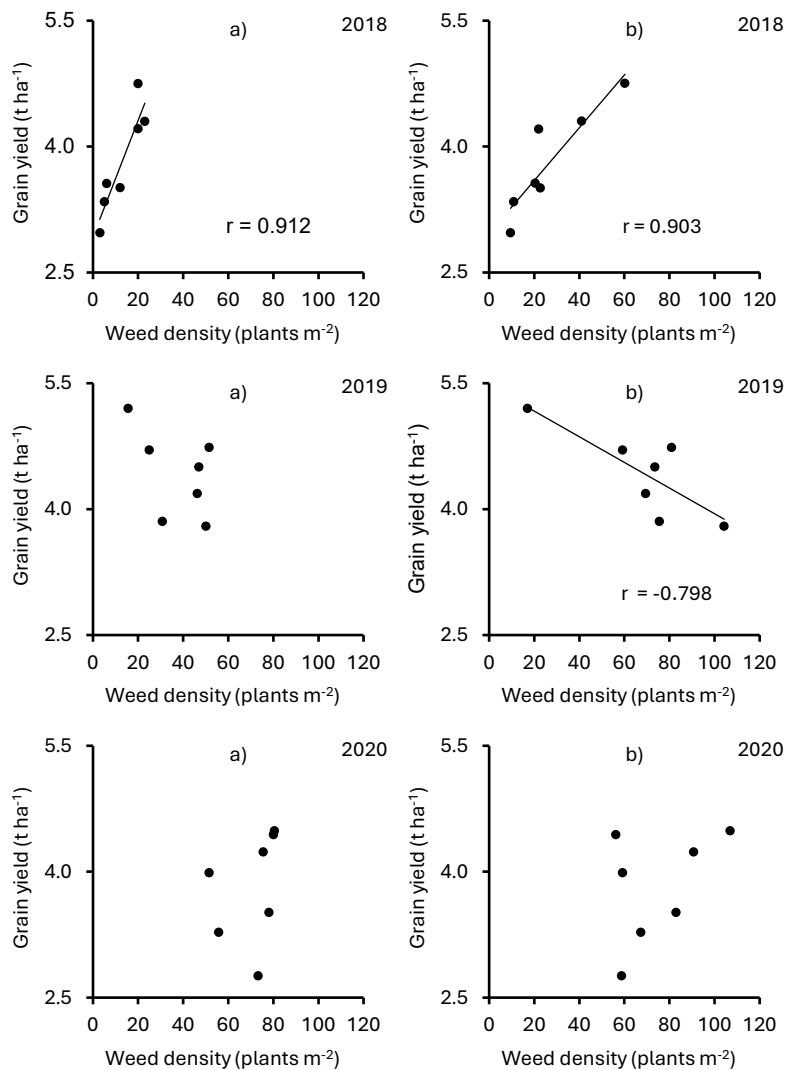 5.5
a)
2018
4.0
2.5
Grain yield (t ha⁻¹)
r = 0.912
0 20 40 60 80 100 120
Weed density (plants m⁻²)
5.5
b)
2018
4.0
2.5
Grain yield (t ha⁻¹)
r = 0.903
0 20 40 60 80 100 120
Weed density (plants m⁻²)
5.5
a)
2019
4.0
2.5
Grain yield (t ha⁻¹)
0 20 40 60 80 100 120
Weed density (plants m⁻²)
5.5
b)
2019
4.0
2.5
Grain yield (t ha⁻¹)
r = -0.798
0 20 40 60 80 100 120
Weed density (plants m⁻²)
5.5
a)
2020
4.0
2.5
Grain yield (t ha⁻¹)
0 20 40 60 80 100 120
Weed density (plants m⁻²)
5.5
b)
2020
4.0
2.5
Grain yield (t ha⁻¹)
0 20 40 60 80 100 120
Weed density (plants m⁻²)